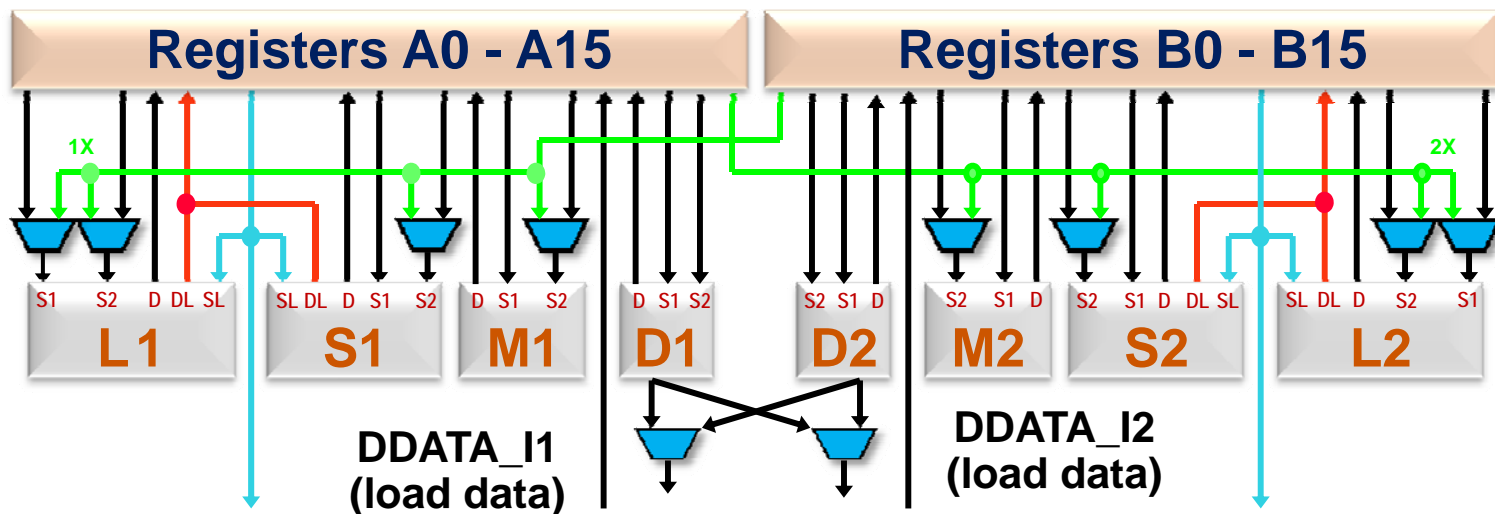 Registers A0 - A15 Registers B0 - B15
1X 2X
S1 S2 D DL SL SL DL D S1 S2 D S1 S2 D S1 S2 S2 S1 D S2 S1 D S2 S1 D DL SL SL DL D S2 S1
L1 S1 M1 D1 D2 M2 S2 L2
DDATA_I1
(load data)
DDATA_I2
(load data)